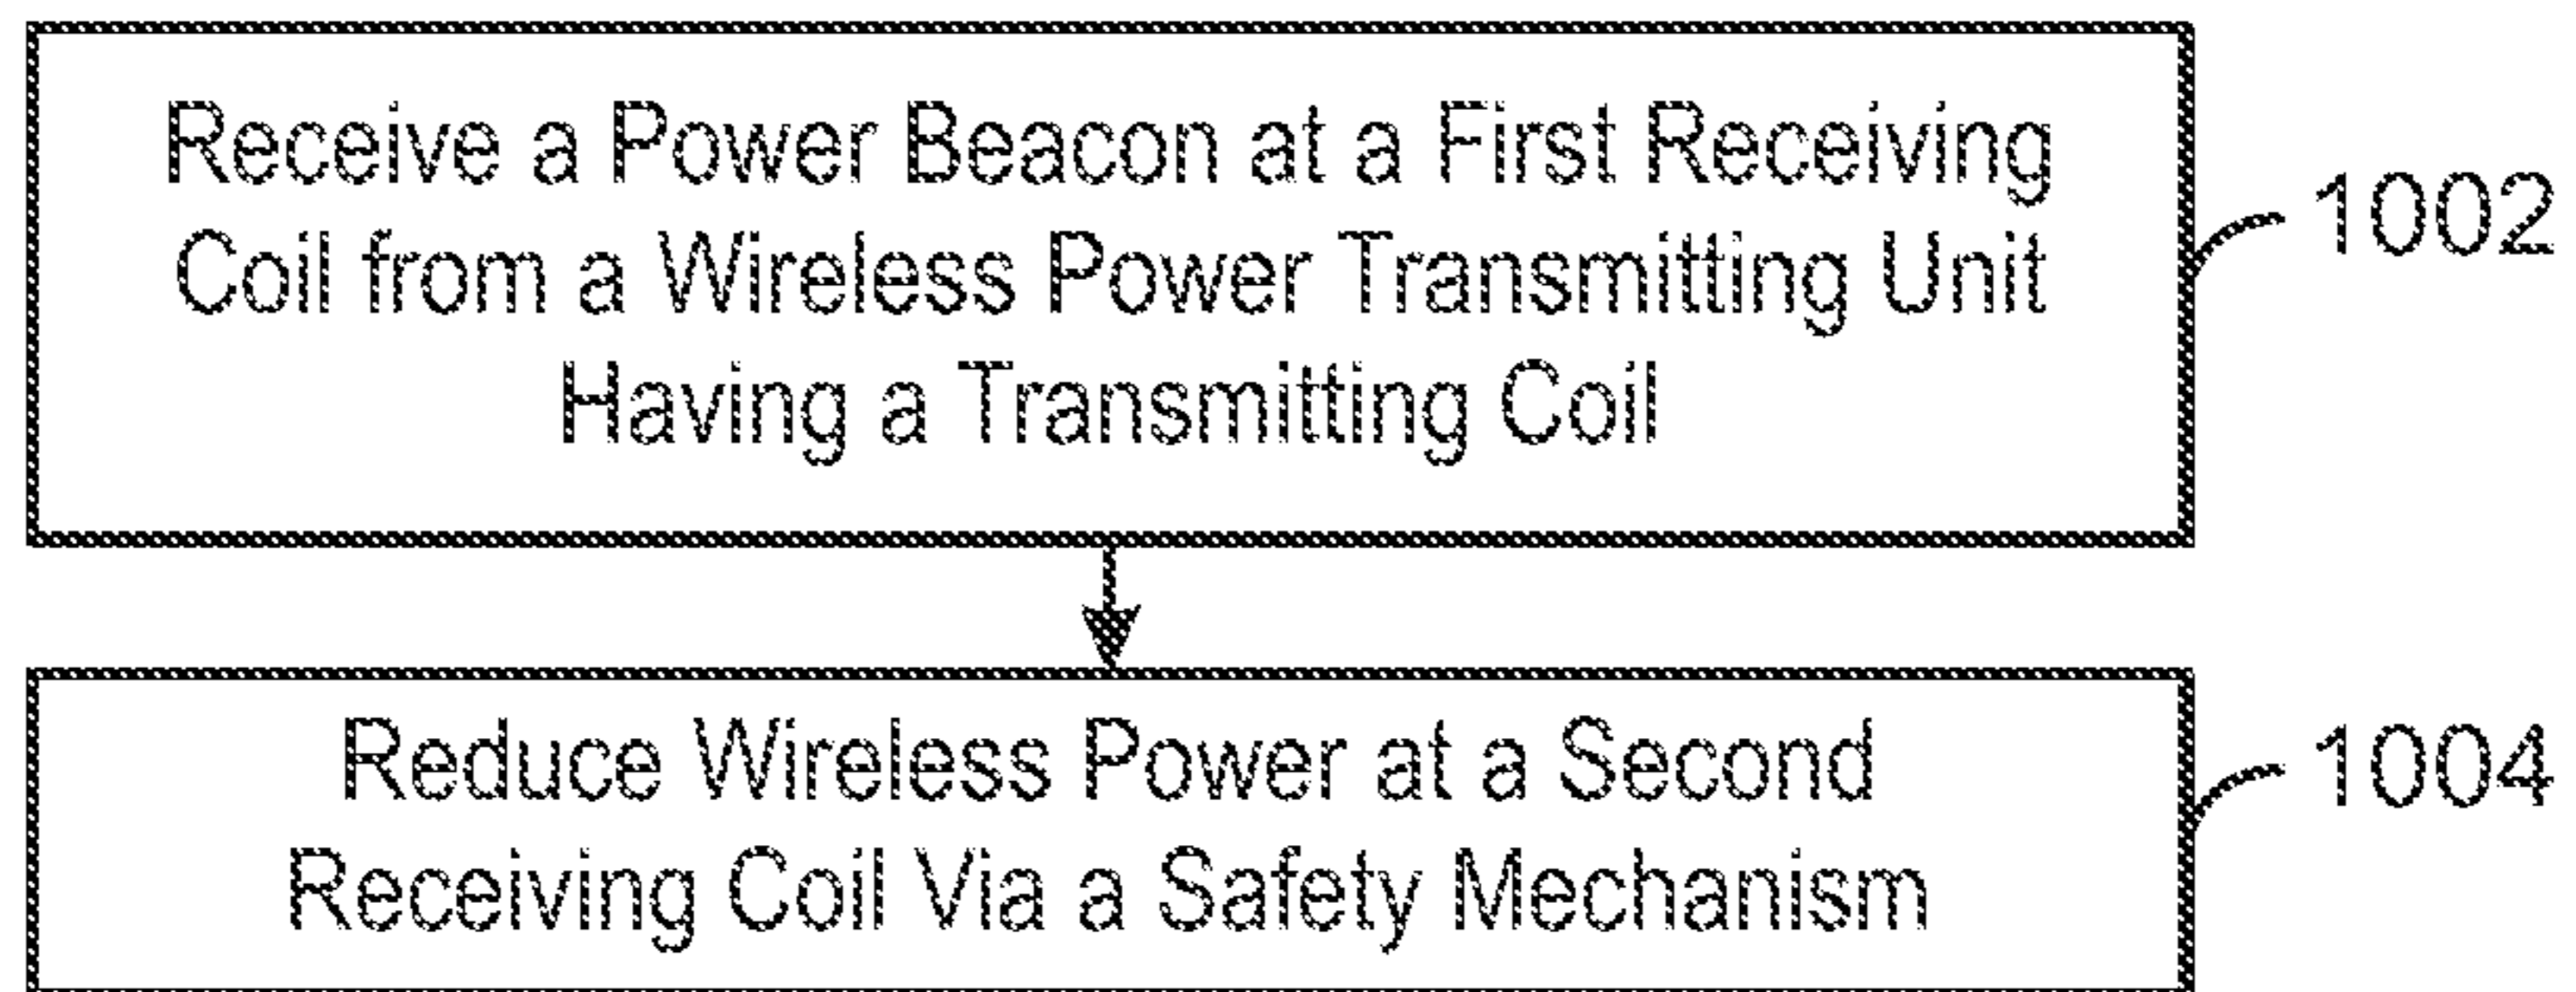 Receive a Power Beacon at a First Receiving
Coil from a Wireless Power Transmitting Unit
Having a Transmitting Coil
1002
Reduce Wireless Power at a Second
Receiving Coil Via a Safety Mechanism
1004